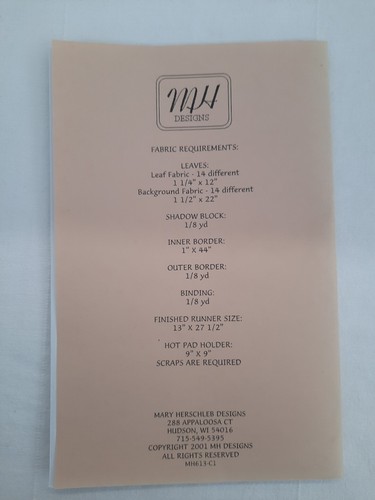 MH
DESIGNS
FABRIC REQUIREMENTS:
LEAVES:
Leaf Fabric - 14 different
1 1/4" x 12"
Background Fabric - 14 different
1 1/2" x 22"
SHADOW BLOCK:
1/8 yd
INNER BORDER:
1" X 44"
OUTER BORDER:
1/8 yd
BINDING:
1/8 yd
FINISHED RUNNER SIZE:
13" X 27 1/2"
HOT PAD HOLDER:
9" X 9"
SCRAPS ARE REQUIRED
MARY HERSCHLEB DESIGNS
288 APPALOOSA CT
HUDSON, WI 54016
715-549-5395
COPYRIGHT 2001 MH DESIGNS
ALL RIGHTS RESERVED
MH613-C1